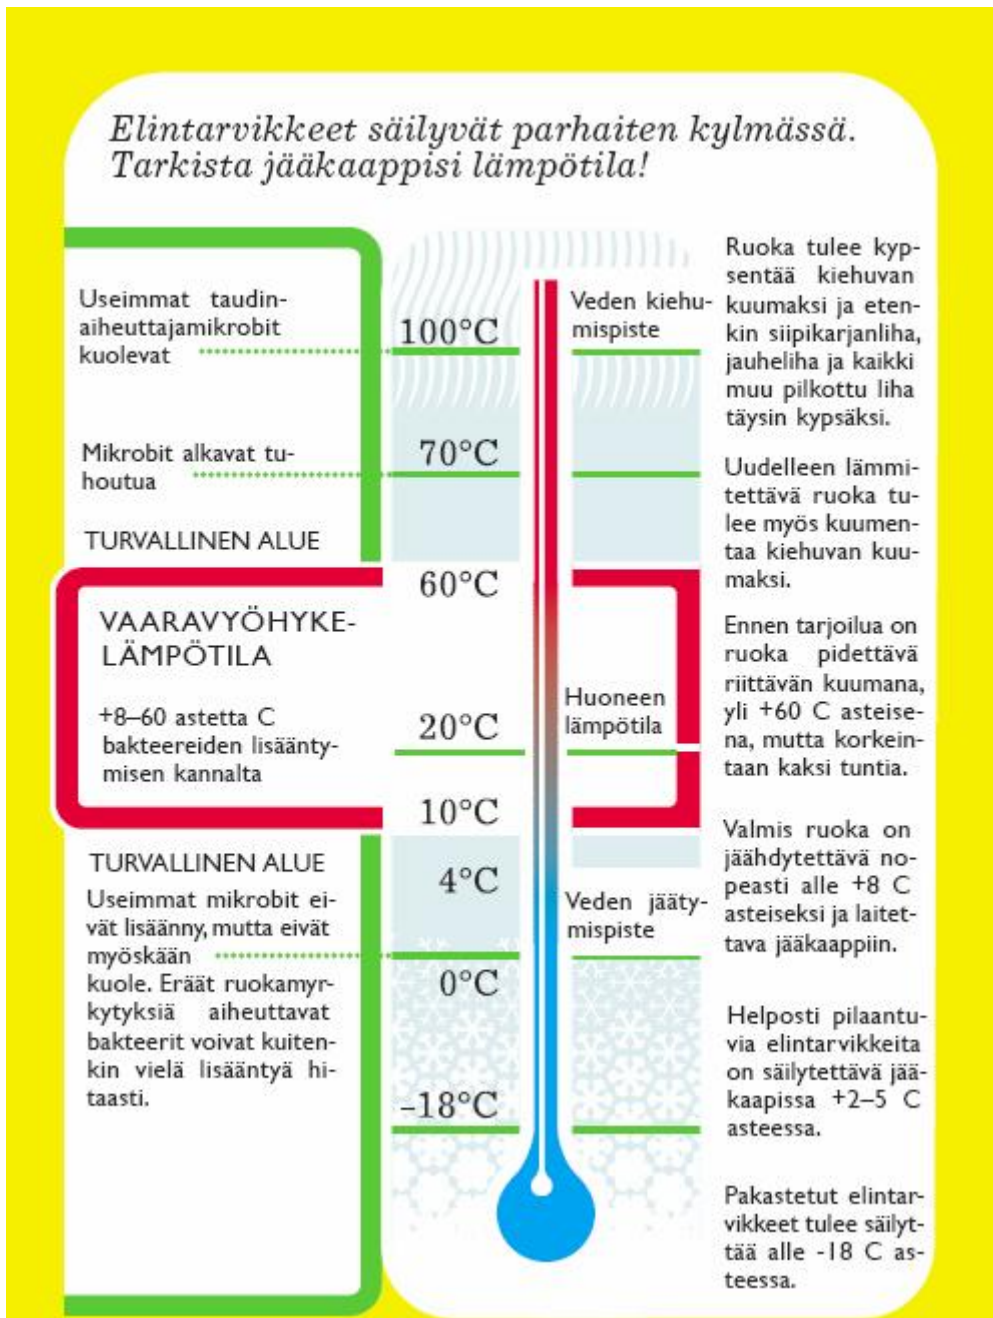 Elintarvikkeet säilyvät parhaiten kylmässä.
Tarkista jääkaappisi lämpötila!
Useimmat taudin-
aiheuttajamikrobit
kuolevat
Mikrobit alkavat tu-
houtua
TURVALLINEN ALUE
VAARAVYÖHYKE-
LÄMPÖTILA
+8–60 astetta C
bakteereiden lisäänty-
misen kannalta
TURVALLINEN ALUE
Useimmat mikrobit ei-
vät lisäänny, mutta eivät
myöskään
kuole. Eräät ruokamyr-
kytyksiä aiheuttavat
bakteerit voivat kuiten-
kin vielä lisääntyä hi-
taasti.
100°C
70°C
60°C
20°C
10°C
4°C
0°C
-18°C
Veden kiehu-
mispiste
Huoneen
lämpötila
Veden jääty-
mispiste
Ruoka tulee kyp-
sentää kiehuvan
kuumaksi ja eten-
kin siipikarjanliha,
jauheliha ja kaikki
muu pilkottu liha
täysin kypsäksi.
Uudelleen lämmi-
tettävä ruoka tu-
lee myös kuumen-
taa kiehuvan kuu-
maksi.
Ennen tarjoilua on
ruoka pidettävä
riittävän kuumana,
yli +60 C asteise-
na, mutta korkein-
taan kaksi tuntia.
Valmis ruoka on
jäähdytettävä no-
peasti alle +8 C
asteiseksi ja laitet-
tava jääkaappiin.
Helposti pilaantu-
via elintarvikkeita
on säilytettävä jää-
kaapissa +2–5 C
asteessa.
Pakastetut elintar-
vikkeet tulee säilyt-
tää alle -18 C as-
teessa.